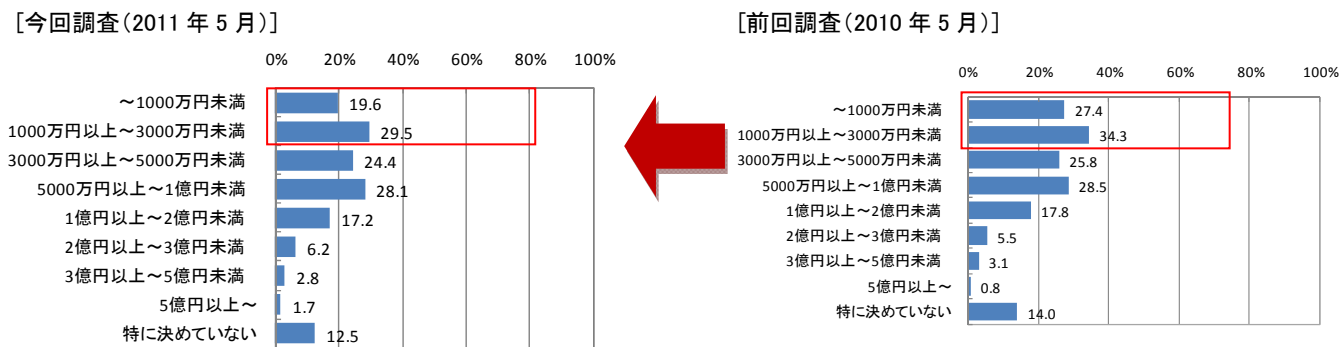 [今回調査(2011 年 5 月)]
0% 20% 40% 60% 80% 100%
～1000万円未満 19.6
1000万円以上～3000万円未満 29.5
3000万円以上～5000万円未満 24.4
5000万円以上～1億円未満 28.1
1億円以上～2億円未満 17.2
2億円以上～3億円未満 6.2
3億円以上～5億円未満 2.8
5億円以上～ 1.7
特に決めていない 12.5
[前回調査(2010 年 5 月)]
0% 20% 40% 60% 80% 100%
～1000万円未満 27.4
1000万円以上～3000万円未満 34.3
3000万円以上～5000万円未満 25.8
5000万円以上～1億円未満 28.5
1億円以上～2億円未満 17.8
2億円以上～3億円未満 5.5
3億円以上～5億円未満 3.1
5億円以上～ 0.8
特に決めていない 14.0